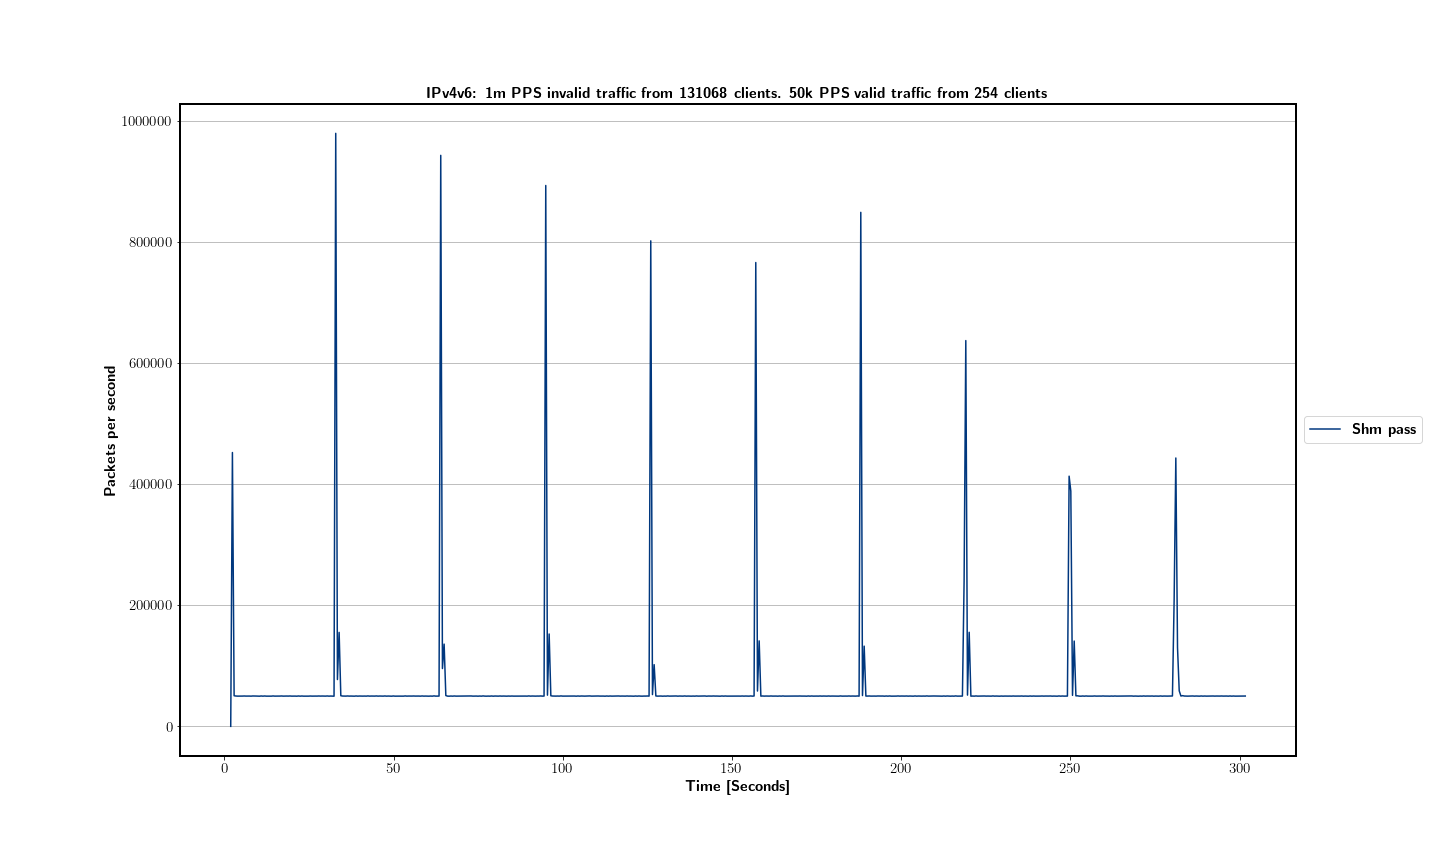 IPv4v6: 1m PPS invalid traffic from 131068 clients. 50k PPS valid traffic from 254 clients
1000000
800000
600000
400000
200000
0
Packets per second
Shm pass
0 50 100 150 200 250 300
Time [Seconds]